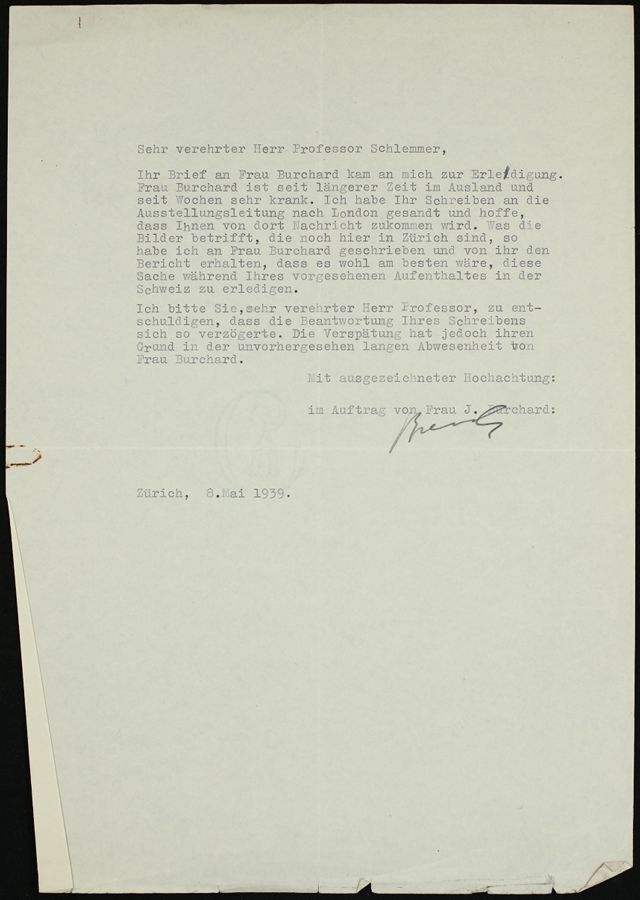 Sehr verehrter Herr Professor Schlemmer,
Ihr Brief an Frau Burchard kam an mich zur Erledigung.
Frau Burchard ist seit längerer Zeit im Ausland und
seit Wochen sehr krank. Ich habe Ihr Schreiben an die
Ausstellungsleitung nach London gesandt und hoffe,
dass Ihnen von dort Nachricht zukommen wird. Was die
Bilder betrifft, die noch hier in Zürich sind, so
habe ich an Frau Burchard geschrieben und von ihr den
Bericht erhalten, dass es wohl am besten wäre, diese
Sache während Ihres vorgesehenen Aufenthaltes in der
Schweiz zu erledigen.
Ich bitte Sie,sehr verehrter Herr Professor, zu ent-
schuldigen, dass die Beantwortung Ihres Schreibens
sich so verzögerte. Die Verspätung hat jedoch ihren
Grund in der unvorhergesehen langen Abwesenheit von
Frau Burchard.
Mit ausgezeichneter Hochachtung:
im Auftrag von Frau J. Burchard:
Zürich, 8.Mai 1939.